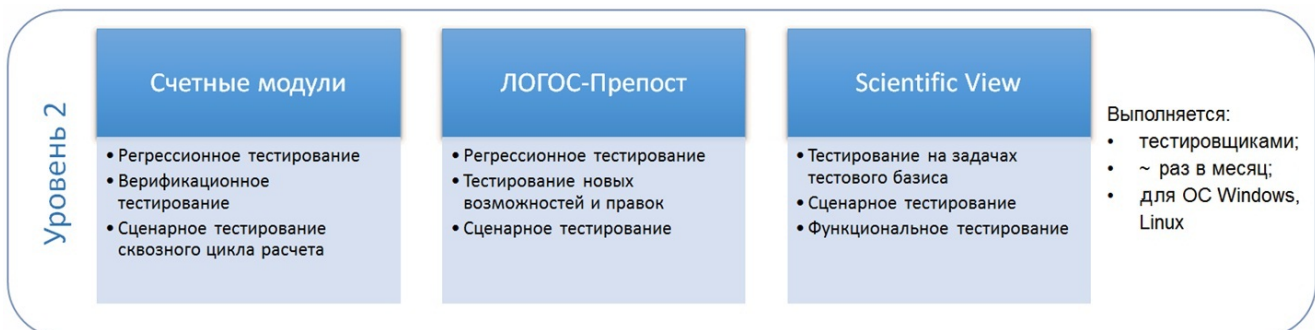 Уровень 2
Счетные модули
• Регрессионное тестирование
• Верификационное
тестирование
• Сценарное тестирование
сквозного цикла расчета
ЛОГОС-Препост
• Регрессионное тестирование
• Тестирование новых
возможностей и правок
• Сценарное тестирование
Scientific View
• Тестирование на задачах
тестового базиса
• Сценарное тестирование
• Функциональное тестирование
Выполняется:
• тестировщиками;
• ~ раз в месяц;
• для ОС Windows,
Linux